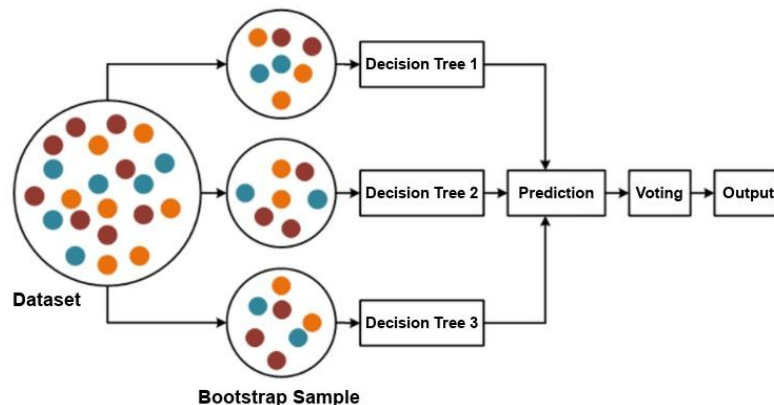 Decision Tree 1
Decision Tree 2
Prediction
Voting
Output
Dataset
Decision Tree 3
Bootstrap Sample